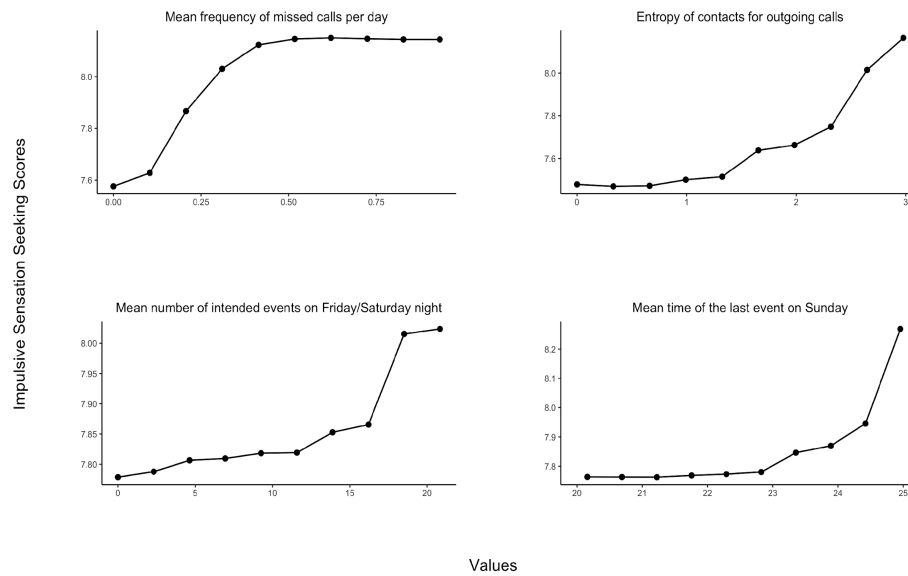 Mean frequency of missed calls per day
Entropy of contacts for outgoing calls
8.0
7.8
7.6
0.00 0.25 0.50 0.75
8.0
7.8
7.6
0 1 2 3
Impulsive Sensation Seeking Scores
Mean number of intended events on Friday/Saturday night
Mean time of the last event on Sunday
8.00
7.95
7.90
7.85
7.80
0 5 10 15 20
8.2
8.1
8.0
7.9
7.8
20 21 22 23 24 25
Values